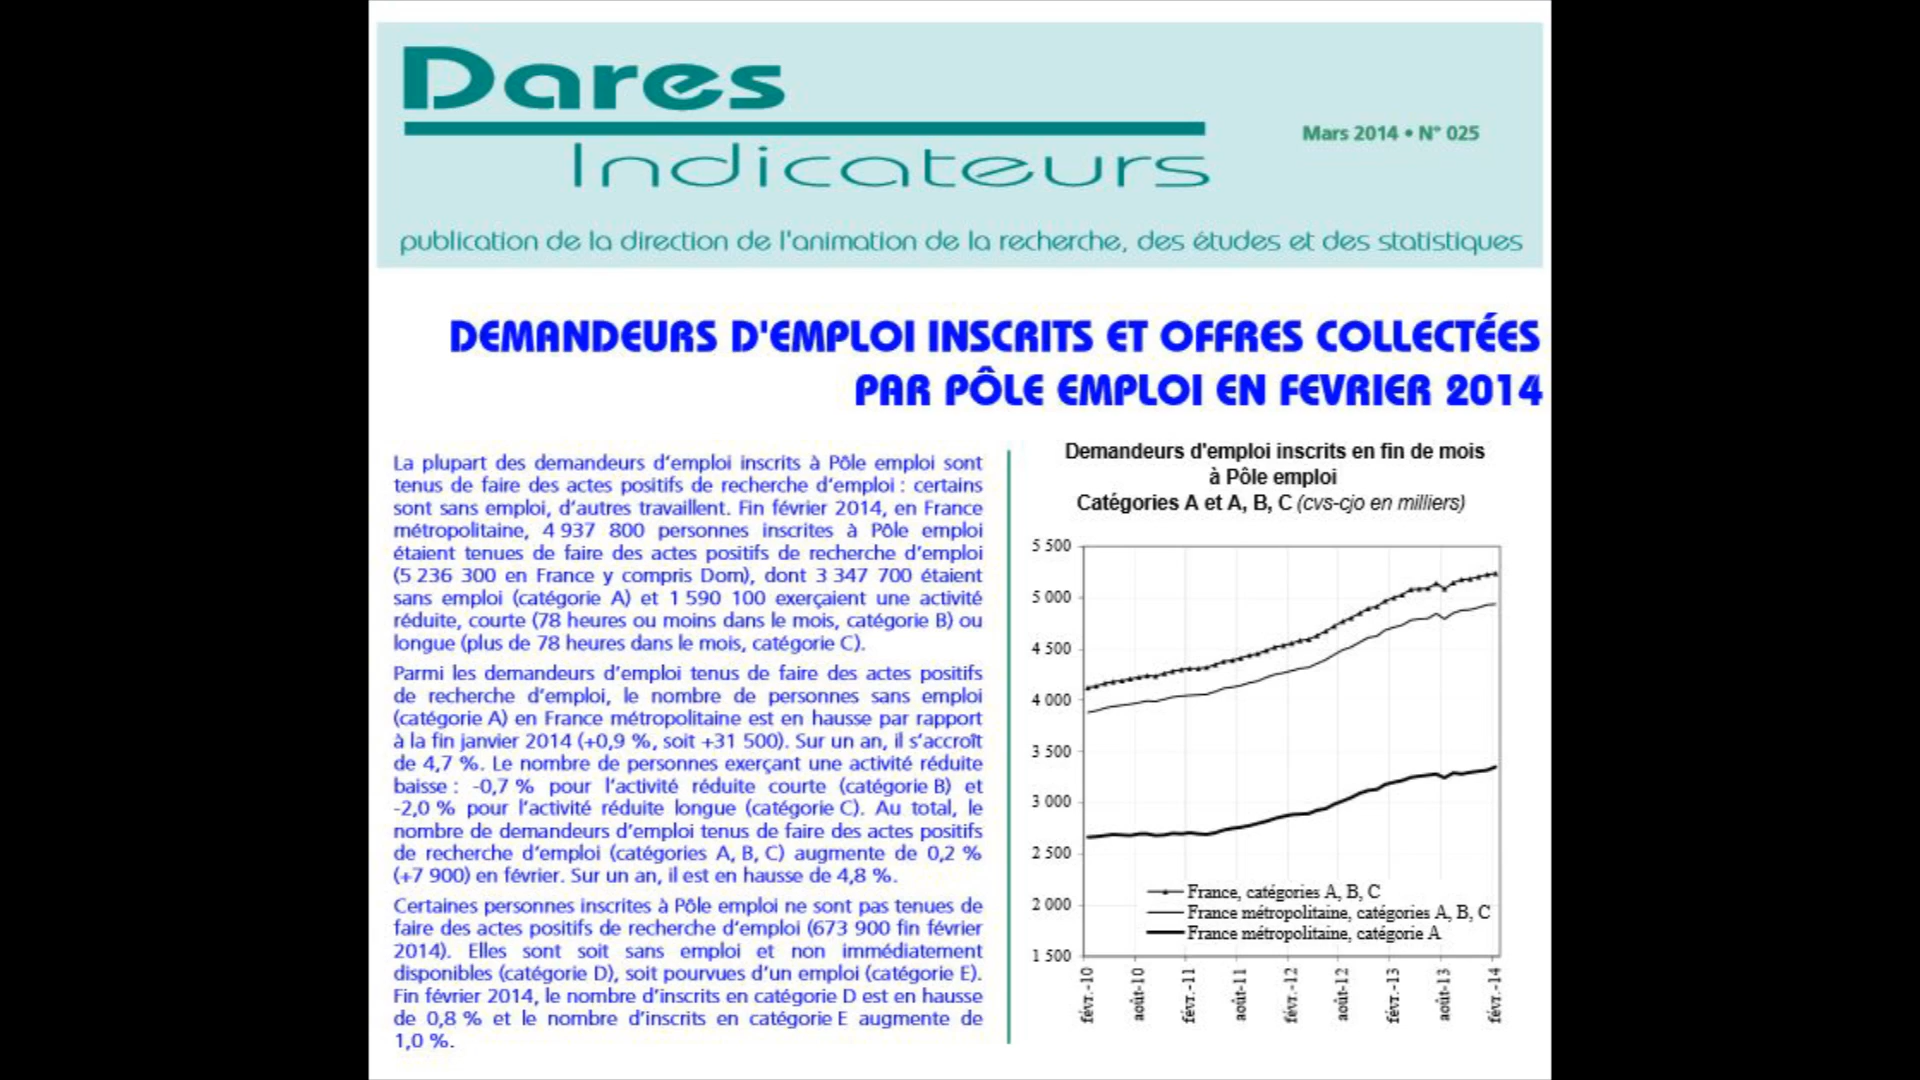 Dares
Indicateurs
Mars 2014 • N° 025
publication de la direction de l'animation de la recherche, des études et des statistiques
DEMANDEURS D'EMPLOI INSCRITS ET OFFRES COLLECTÉES
PAR PÔLE EMPLOI EN FEVRIER 2014
La plupart des demandeurs d'emploi inscrits à Pôle emploi sont
tenus de faire des actes positifs de recherche d'emploi : certains
sont sans emploi, d'autres travaillent. Fin février 2014, en France
métropolitaine, 4 937 800 personnes inscrites à Pôle emploi
étaient tenues de faire des actes positifs de recherche d'emploi
(5 236 300 en France y compris Dom), dont 3 347 700 étaient
sans emploi (catégorie A) et 1 590 100 exerçaient une activité
réduite, courte (78 heures ou moins dans le mois, catégorie B) ou
longue (plus de 78 heures dans le mois, catégorie C).
Parmi les demandeurs d'emploi tenus de faire des actes positifs
de recherche d'emploi, le nombre de personnes sans emploi
(catégorie A) en France métropolitaine est en hausse par rapport
à la fin janvier 2014 (+0,9 %, soit +31 500). Sur un an, il s'accroît
de 4,7 %. Le nombre de personnes exerçant une activité réduite
baisse : -0,7 % pour l'activité réduite courte (catégorie B) et
-2,0 % pour l'activité réduite longue (catégorie C). Au total, le
nombre de demandeurs d'emploi tenus de faire des actes positifs
de recherche d'emploi (catégories A, B, C) augmente de 0,2 %
(+7 900) en février. Sur un an, il est en hausse de 4,8 %.
Certaines personnes inscrites à Pôle emploi ne sont pas tenues de
faire des actes positifs de recherche d'emploi (673 900 fin février
2014). Elles sont soit sans emploi et non immédiatement
disponibles (catégorie D), soit pourvues d'un emploi (catégorie E).
Fin février 2014, le nombre d'inscrits en catégorie D est en hausse
de 0,8 % et le nombre d'inscrits en catégorie E augmente de
1,0 %.
Demandeurs d'emploi inscrits en fin de mois
à Pôle emploi
Catégories A et A, B, C (cvs-cjo en milliers)
5 500
5 000
4 500
4 000
3 500
3 000
2 500
2 000
1 500
France, catégories A, B, C
France métropolitaine, catégories A, B, C
France métropolitaine, catégorie A
févr.-10
août-10
févr.-11
août-11
févr.-12
août-12
févr.-13
août-13
févr.-14